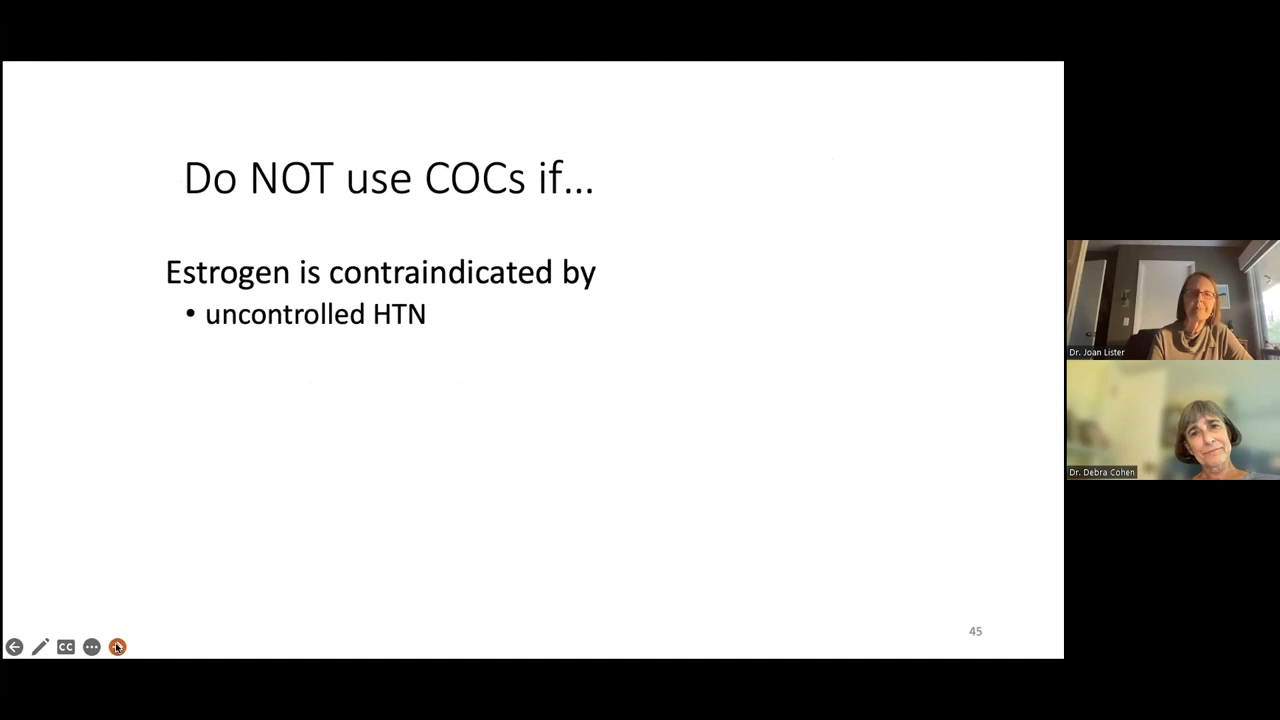 Do NOT use COCs if...
Estrogen is contraindicated by
• uncontrolled HTN
45
CC
Dr. Joan Lister
Dr. Debra Cohen